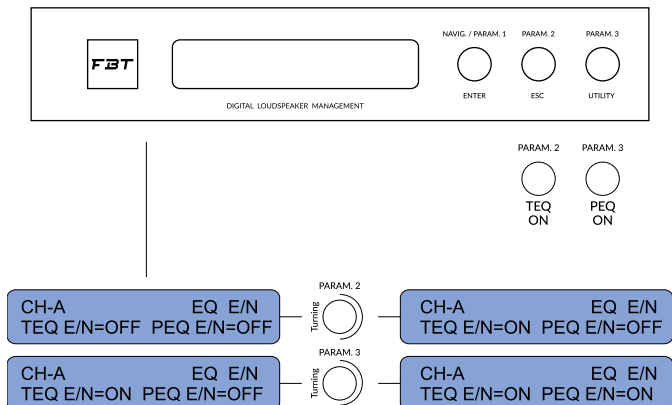 NAVIG. / PARAM. 1 PARAM. 2 PARAM. 3
FBT
DIGITAL LOUDSPEAKER MANAGEMENT
ENTER ESC UTILITY
PARAM. 2 PARAM. 3
TEQ ON
PEQ ON
PARAM. 2
Turning
CH-A EQ E/N
TEQ E/N=OFF PEQ E/N=OFF
CH-A EQ E/N
TEQ E/N=ON PEQ E/N=OFF
PARAM. 3
Turning
CH-A EQ E/N
TEQ E/N=ON PEQ E/N=OFF
CH-A EQ E/N
TEQ E/N=ON PEQ E/N=ON